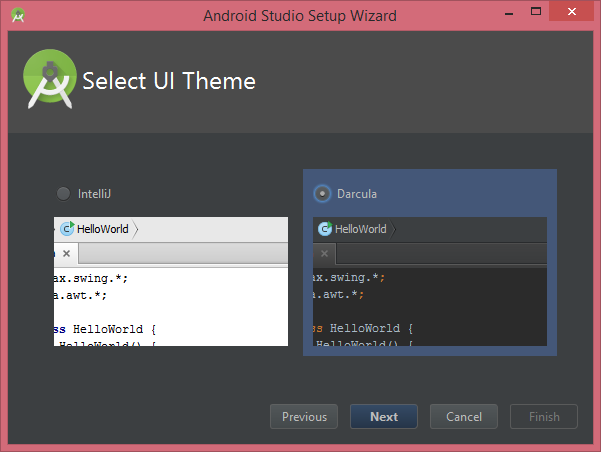 Android Studio Setup Wizard
Select UI Theme
IntelliJ
HelloWorld
ax.swing.*;
a.awt.*;
ss HelloWorld {
HelloWorld() {
Darcula
HelloWorld
ax.swing.*;
a.awt.*;
ss HelloWorld {
HelloWorld() {
Previous
Next
Cancel
Finish